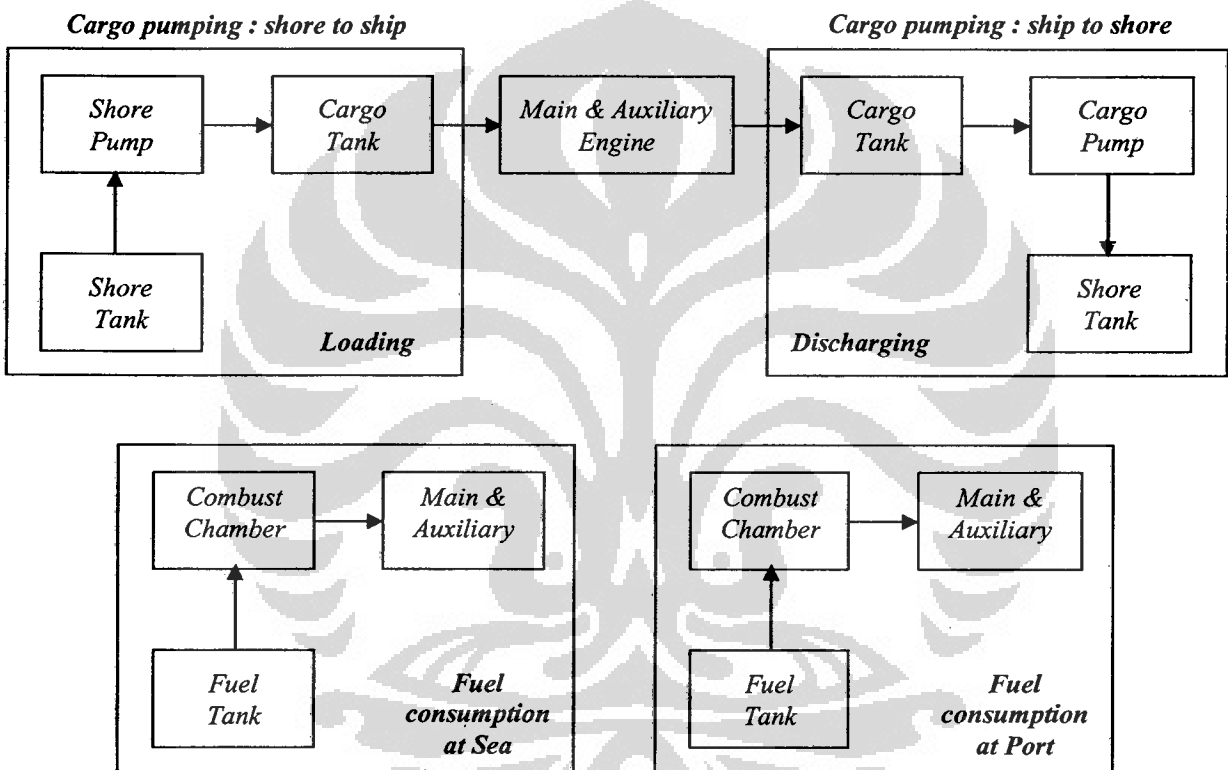 Cargo pumping : shore to ship
Cargo pumping : ship to shore
Shore
Pump
Cargo
Tank
Main & Auxiliary
Engine
Cargo
Tank
Cargo
Pump
Shore
Tank
Loading
Discharging
Shore
Tank
Combust
Chamber
Main &
Auxiliary
Fuel
Tank
Fuel
consumption
at Sea
Combust
Chamber
Main &
Auxiliary
Fuel
Tank
Fuel
consumption
at Port